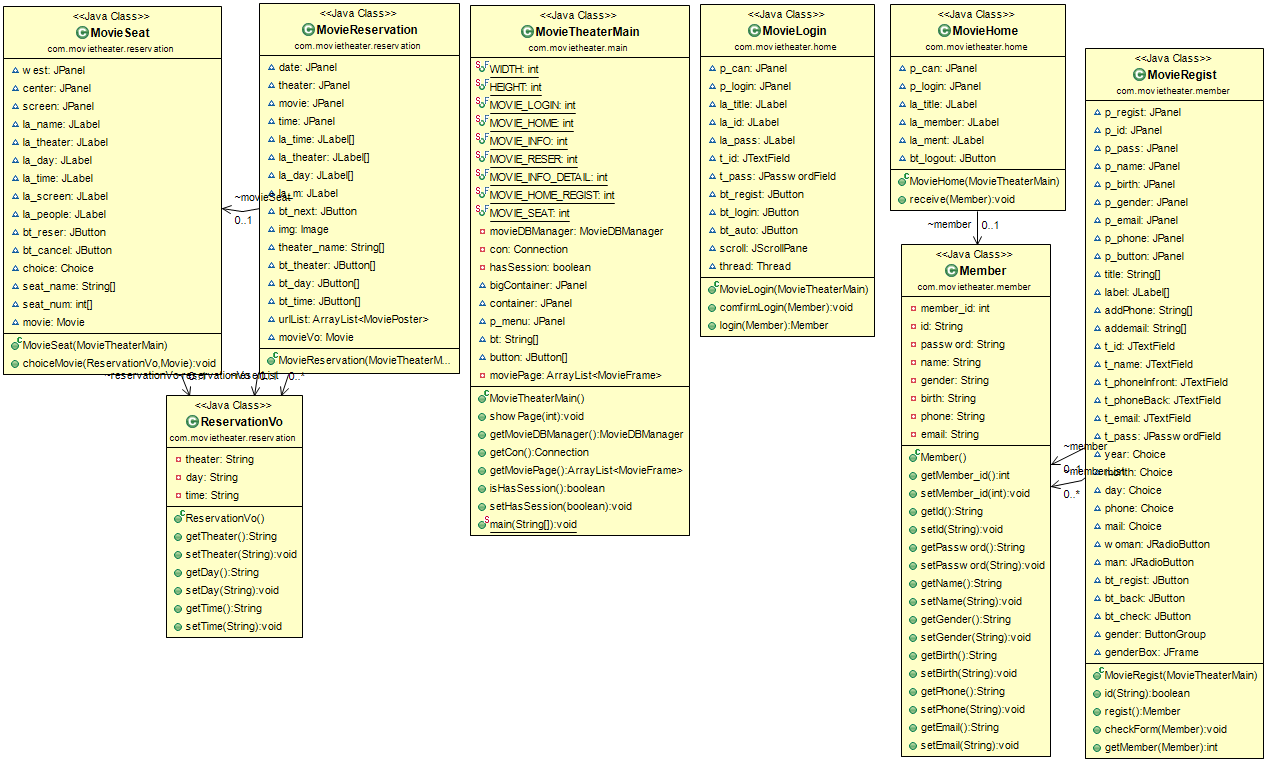 <<Java Class>>
MovieSeat
com.movietheater.reservation
west: JPanel
center: JPanel
screen: JPanel
la_name: JLabel
la_theater: JLabel
la_day: JLabel
la_time: JLabel
la_screen: JLabel
la_people: JLabel
bt_reser: JButton
bt_cancel: JButton
choice: Choice
seat_name: String[]
seat_num: int[]
movie: Movie
MovieSeat(MovieTheaterMain)
choiceMovie(ReservationVo,Movie):void
<<Java Class>>
MovieReservation
com.movietheater.reservation
date: JPanel
theater: JPanel
movie: JPanel
time: JPanel
la_time: JLabel[]
la_theater: JLabel[]
la_day: JLabel[]
la_m: JLabel
bt_next: JButton
img: Image
theater_name: String[]
bt_theater: JButton[]
bt_day: JButton[]
bt_time: JButton[]
urlList: ArrayList<MoviePoster>
movieVo: Movie
MovieReservation(MovieTheaterM...
~movieSeat
0..1
~reservationVo
0..1
0..1
0..*
<<Java Class>>
ReservationVo
com.movietheater.reservation
theater: String
day: String
time: String
ReservationVo()
getTheater():String
setTheater(String):void
getDay():String
setDay(String):void
getTime():String
setTime(String):void
<<Java Class>>
MovieTheaterMain
com.movietheater.main
WIDTH: int
HEIGHT: int
MOVIE_LOGIN: int
MOVIE_HOME: int
MOVIE_INFO: int
MOVIE_RESER: int
MOVIE_INFO_DETAIL: int
MOVIE_HOME_REGIST: int
MOVIE_SEAT: int
movieDBManager: MovieDBManager
con: Connection
hasSession: boolean
bigContainer: JPanel
container: JPanel
p_menu: JPanel
bt: String[]
button: JButton[]
moviePage: ArrayList<MovieFrame>
MovieTheaterMain()
showPage(int):void
getMovieDBManager():MovieDBManager
getCon():Connection
getMoviePage():ArrayList<MovieFrame>
isHasSession():boolean
setHasSession(boolean):void
main(String[]):void
<<Java Class>>
MovieLogin
com.movietheater.home
p_can: JPanel
p_login: JPanel
la_title: JLabel
la_id: JLabel
la_pass: JLabel
t_id: JTextField
t_pass: JPasswordField
bt_regist: JButton
bt_login: JButton
bt_auto: JButton
scroll: JScrollPane
thread: Thread
MovieLogin(MovieTheaterMain)
comfirmLogin(Member):void
login(Member):Member
<<Java Class>>
MovieHome
com.movietheater.home
p_can: JPanel
p_login: JPanel
la_title: JLabel
la_member: JLabel
la_ment: JLabel
bt_logout: JButton
MovieHome(MovieTheaterMain)
receive(Member):void
~member
0..1
<<Java Class>>
Member
com.movietheater.member
member_id: int
id: String
password: String
name: String
gender: String
birth: String
phone: String
email: String
Member()
getMember_id():int
setMember_id(int):void
getId():String
setId(String):void
getPassword():String
setPassword(String):void
getName():String
setName(String):void
getGender():String
setGender(String):void
getBirth():String
setBirth(String):void
getPhone():String
setPhone(String):void
getEmail():String
setEmail(String):void
<<Java Class>>
MovieRegist
com.movietheater.member
p_regist: JPanel
p_id: JPanel
p_pass: JPanel
p_name: JPanel
p_birth: JPanel
p_gender: JPanel
p_email: JPanel
p_phone: JPanel
p_button: JPanel
title: String[]
label: JLabel[]
addPhone: String[]
addemail: String[]
t_id: JTextField
t_name: JTextField
t_phoneInfront: JTextField
t_phoneBack: JTextField
t_email: JTextField
t_pass: JPasswordField
year: Choice
month: Choice
day: Choice
phone: Choice
mail: Choice
woman: JRadioButton
man: JRadioButton
bt_regist: JButton
bt_back: JButton
bt_check: JButton
gender: ButtonGroup
genderBox: JFrame
MovieRegist(MovieTheaterMain)
id(String):boolean
regist():Member
checkForm(Member):void
getMember(Member):int
~member
0..1
~memberList
0..*